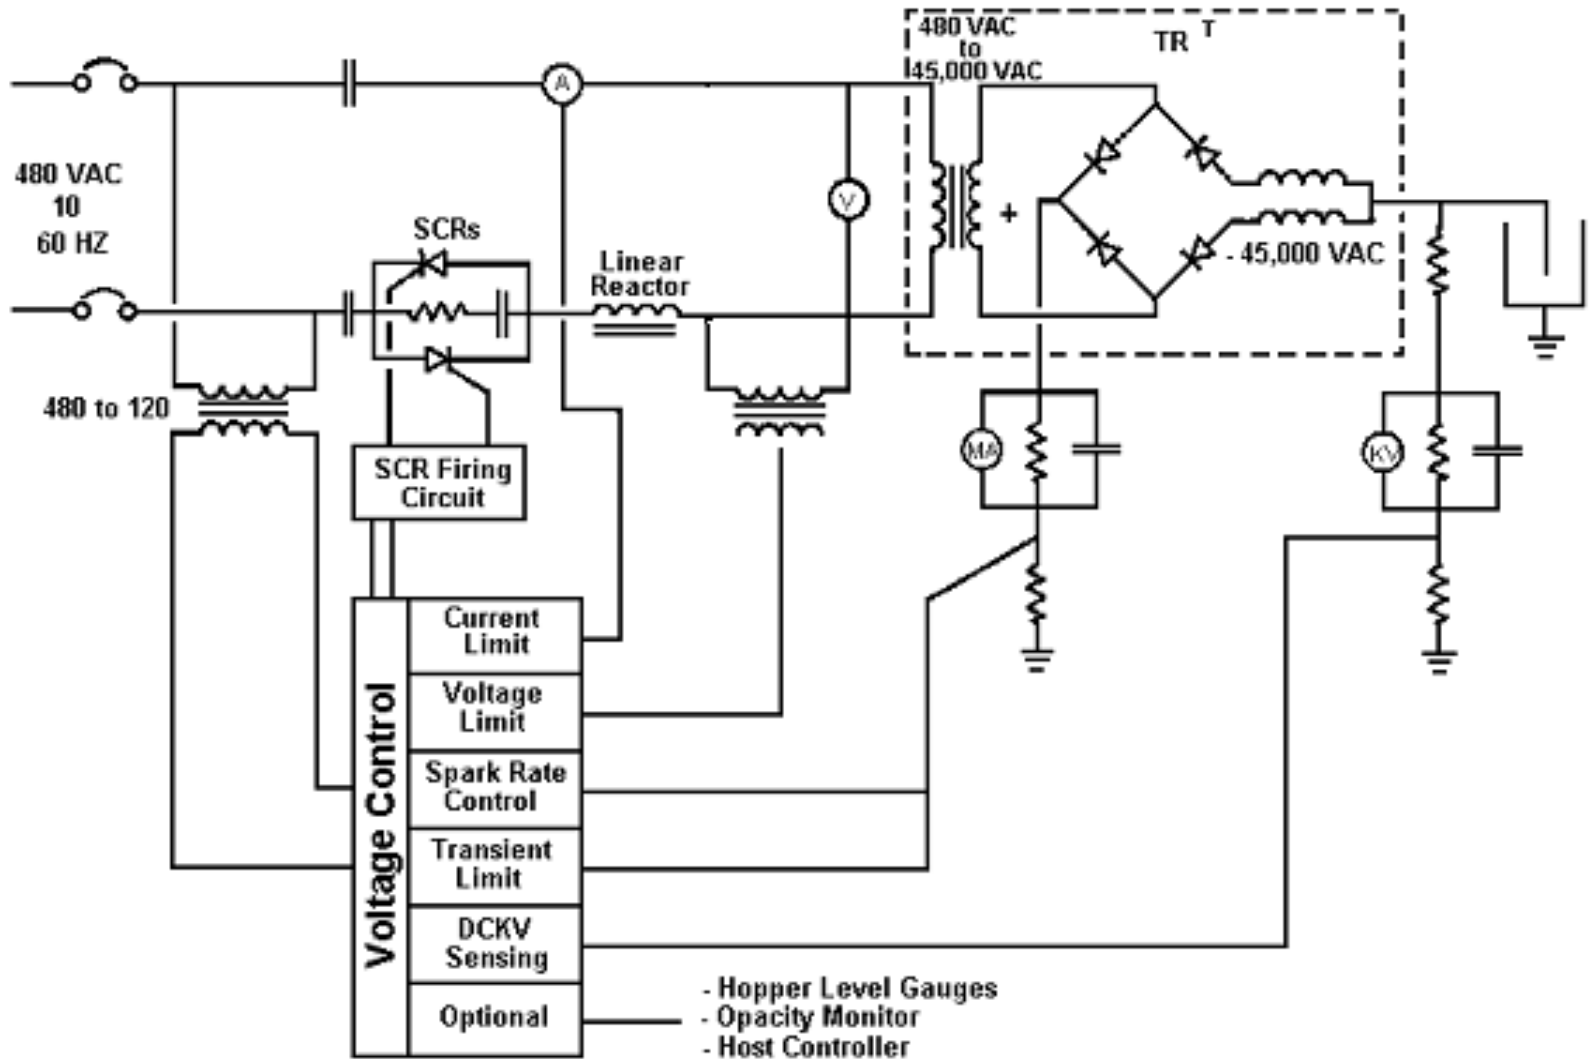 480 VAC
to
45,000 VAC
TR T
A
480 VAC
10
60 HZ
V
+
SCRs
Linear
Reactor
- 45,000 VAC
480 to 120
MA
KV
SCR Firing
Circuit
Voltage Control
Current
Limit
Voltage
Limit
Spark Rate
Control
Transient
Limit
DCKV
Sensing
Optional
- Hopper Level Gauges
- Opacity Monitor
- Host Controller